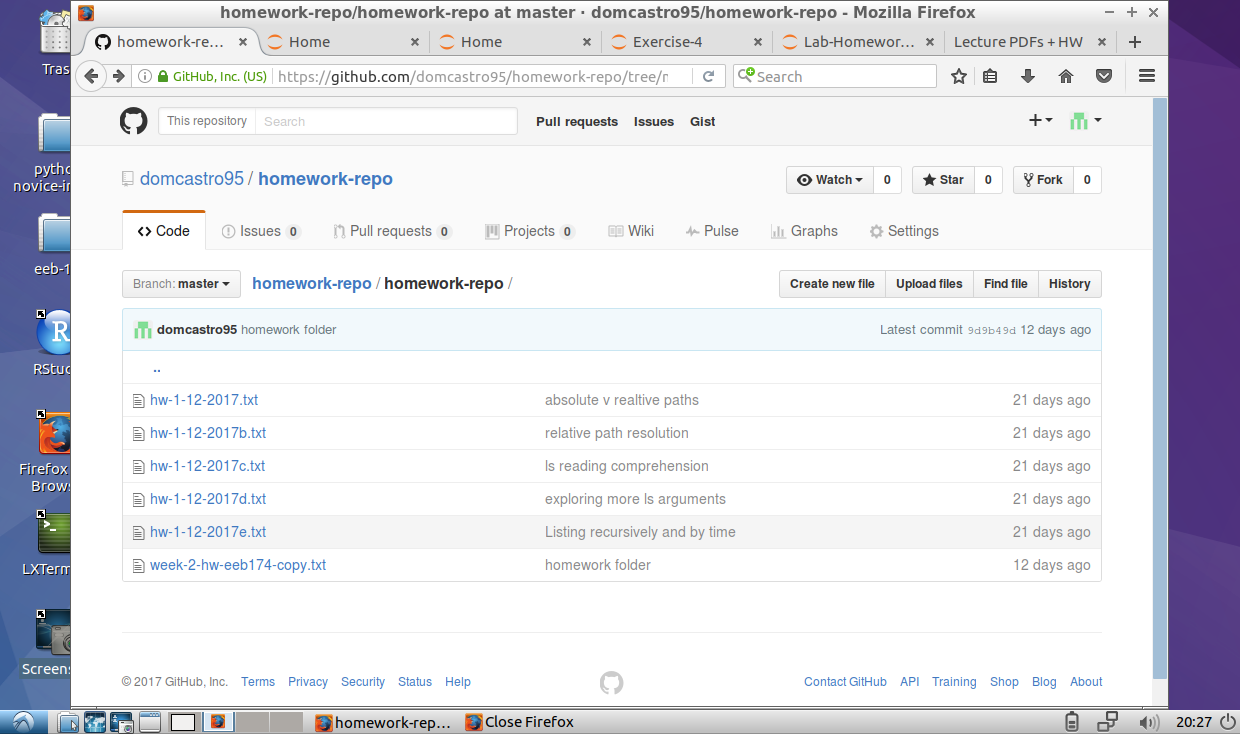 homework-repo/homework-repo at master · domcastro95/homework-repo - Mozilla Firefox
homework-re... Home Home Exercise-4 Lab-Homewor... Lecture PDFs + HW
GitHub, Inc. (US) https://github.com/domcastro95/homework-repo/tree/ Search
This repository Search Pull requests Issues Gist
domcastro95 / homework-repo Watch 0 Star 0 Fork 0
Code Issues 0 Pull requests 0 Projects 0 Wiki Pulse Graphs Settings
Branch: master homework-repo / homework-repo / Create new file Upload files Find file History
domcastro95 homework folder Latest commit 9d9b49d 12 days ago
..
hw-1-12-2017.txt absolute v realtive paths 21 days ago
hw-1-12-2017b.txt relative path resolution 21 days ago
hw-1-12-2017c.txt ls reading comprehension 21 days ago
hw-1-12-2017d.txt exploring more ls arguments 21 days ago
hw-1-12-2017e.txt Listing recursively and by time 21 days ago
week-2-hw-eeb174-copy.txt homework folder 12 days ago
© 2017 GitHub, Inc. Terms Privacy Security Status Help Contact GitHub API Training Shop Blog About
Tras
pytho
novice-in
eeb-1
R
RStud
Firefox
Brows
>_
LXTerm
Screens
homework-rep... Close Firefox 20:27